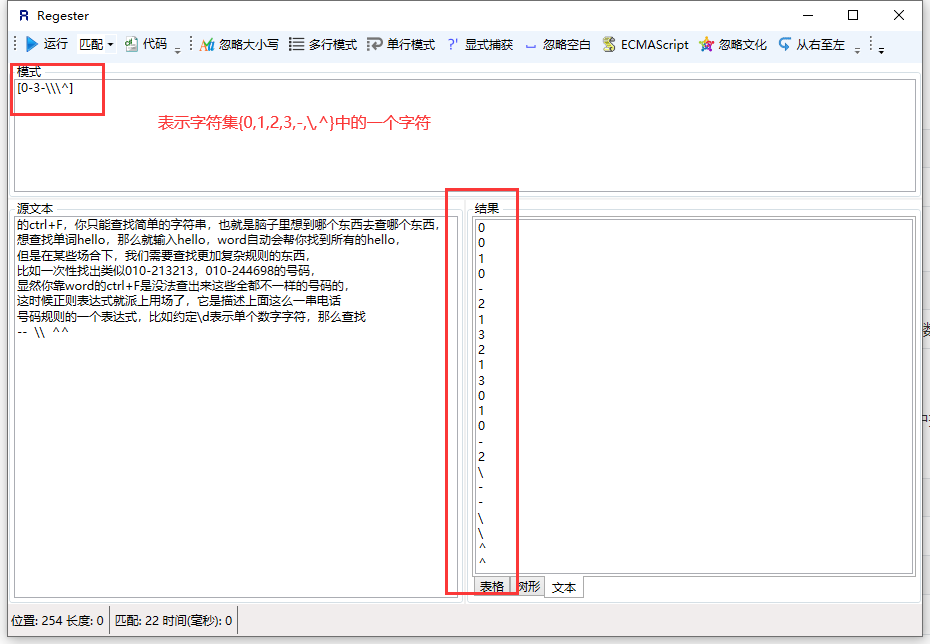 Regester
运行 匹配 代码 忽略大小写 多行模式 单行模式 ?' 显式捕获 忽略空白 ECMAScript 忽略文化 从右至左
模式
[0-3-\\\^]
表示字符集{0,1,2,3,-,\,^}中的一个字符
源文本
的ctrl+F，你只能查找简单的字符串，也就是脑子里想到哪个东西去查哪个东西，
想查找单词hello，那么就输入hello，word自动会帮你找到所有的hello，
但是在某些场合下，我们需要查找更加复杂规则的东西，
比如一次性找出类似010-213213，010-244698的号码，
显然你靠word的ctrl+F是没法查出来这些全都不一样的号码的，
这时候正则表达式就派上用场了，它是描述上面这么一串电话
号码规则的一个表达式，比如约定\d表示单个数字字符，那么查找
-- \\ ^^
结果
0
0
1
0
-
2
1
3
2
1
3
0
1
0
-
2
\
-
-
\
\
^
^
表格 树形 文本
位置: 254 长度: 0 匹配: 22 时间(毫秒): 0